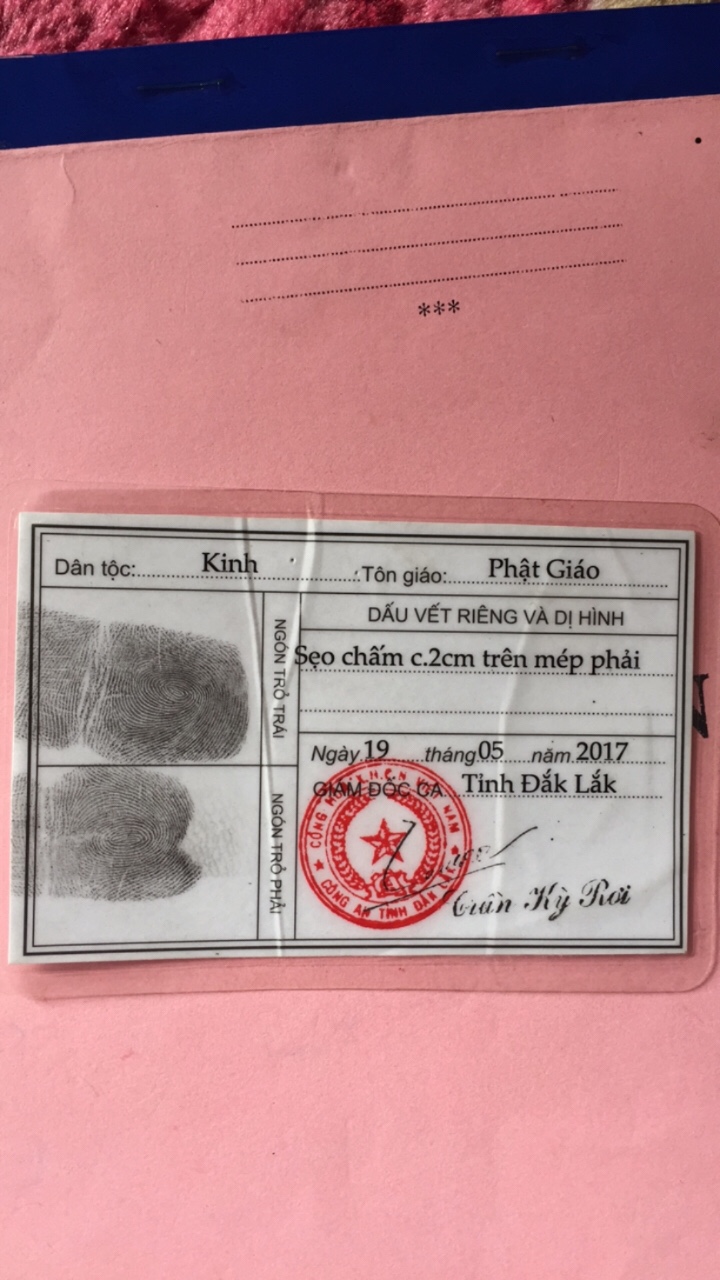 ***
Dân tộc: Kinh Tôn giáo: Phật Giáo
NGÓN TRỎ TRÁI
NGÓN TRỎ PHẢI
DẤU VẾT RIÊNG VÀ DỊ HÌNH
Sẹo chấm c.2cm trên mép phải
Ngày 19 tháng 05 năm 2017
GIÁM ĐỐC CA Tỉnh Đắk Lắk
CÔNG AN TỈNH ĐẮK LẮK
Trần Kỳ Rơi